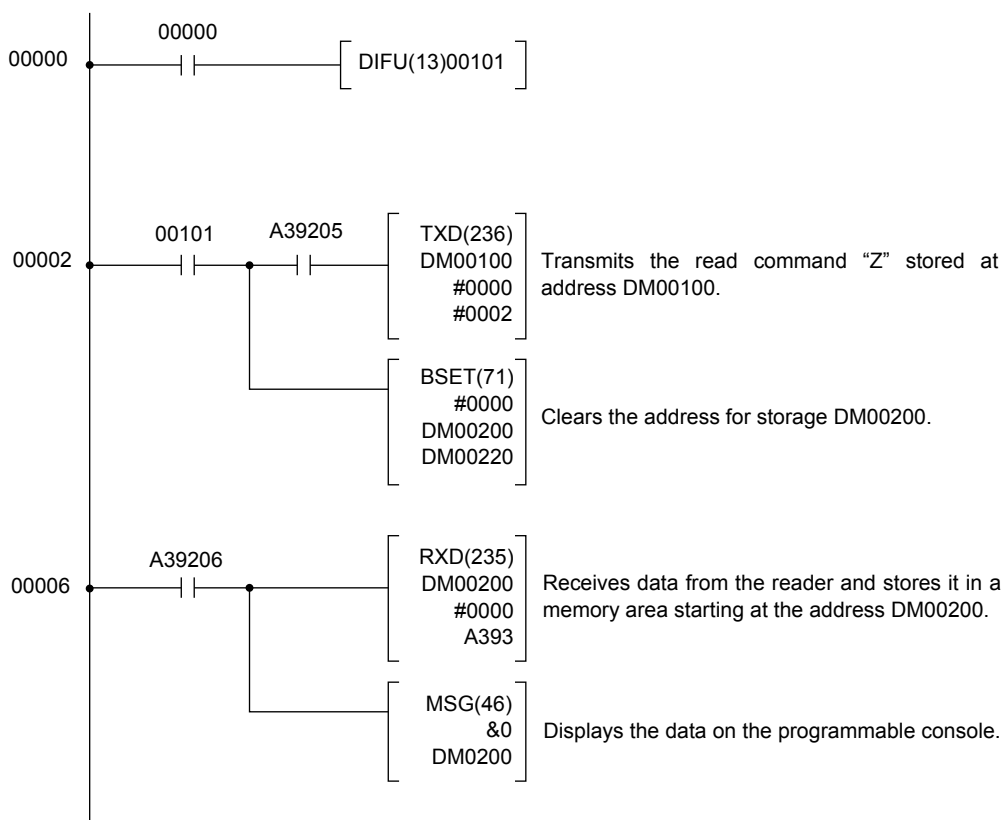 00000
00000
DIFU(13)00101
00101
A39205
00002
TXD(236)
DM00100
#0000
#0002
Transmits the read command “Z” stored at
address DM00100.
BSET(71)
#0000
DM00200
DM00220
Clears the address for storage DM00200.
A39206
00006
RXD(235)
DM00200
#0000
A393
Receives data from the reader and stores it in a
memory area starting at the address DM00200.
MSG(46)
&0
DM0200
Displays the data on the programmable console.